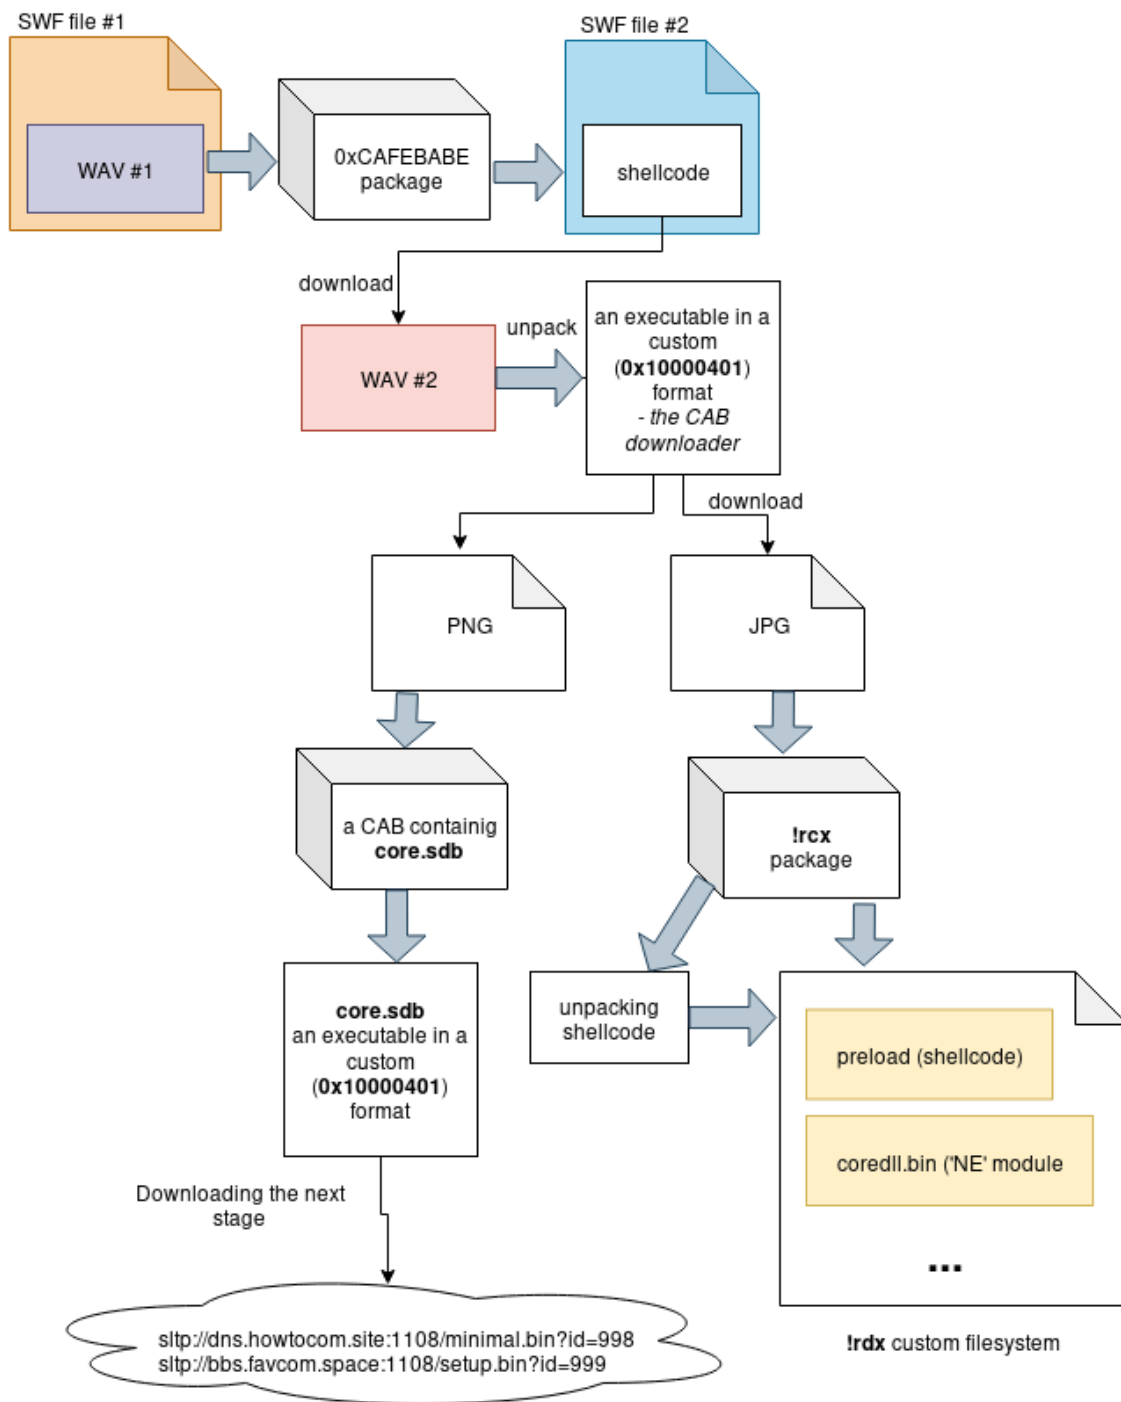 SWF file #1
SWF file #2
WAV #1
0xCAFEBABE
package
shellcode
download
WAV #2
unpack
an executable in a
custom
(0x10000401)
format
- the CAB
downloader
download
PNG
JPG
a CAB containig
core.sdb
!rcx
package
core.sdb
an executable in a
custom
(0x10000401)
format
unpacking
shellcode
preload (shellcode)
coredll.bin ('NE' module
...
Downloading the next
stage
sltp://dns.howtocom.site:1108/minimal.bin?id=998
sltp://bbs.favcom.space:1108/setup.bin?id=999
!rdx custom filesystem